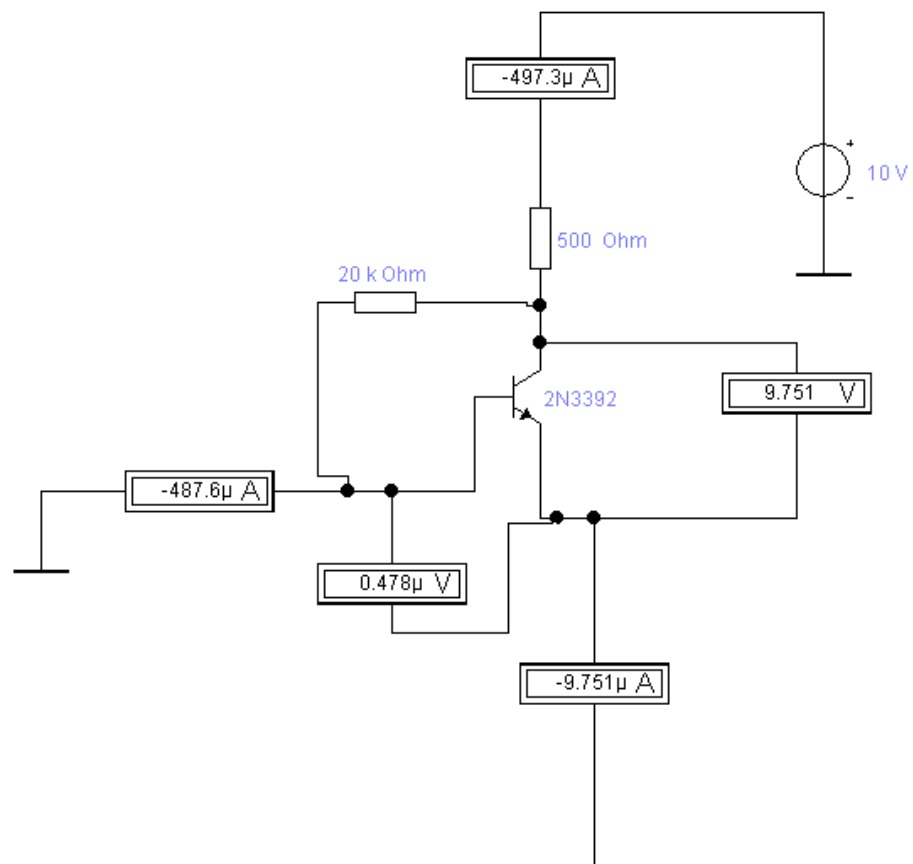 -497.3µ A
+
10 V
-
500 Ohm
20 k Ohm
2N3392
9.751 V
-487.6µ A
0.478µ V
-9.751µ A